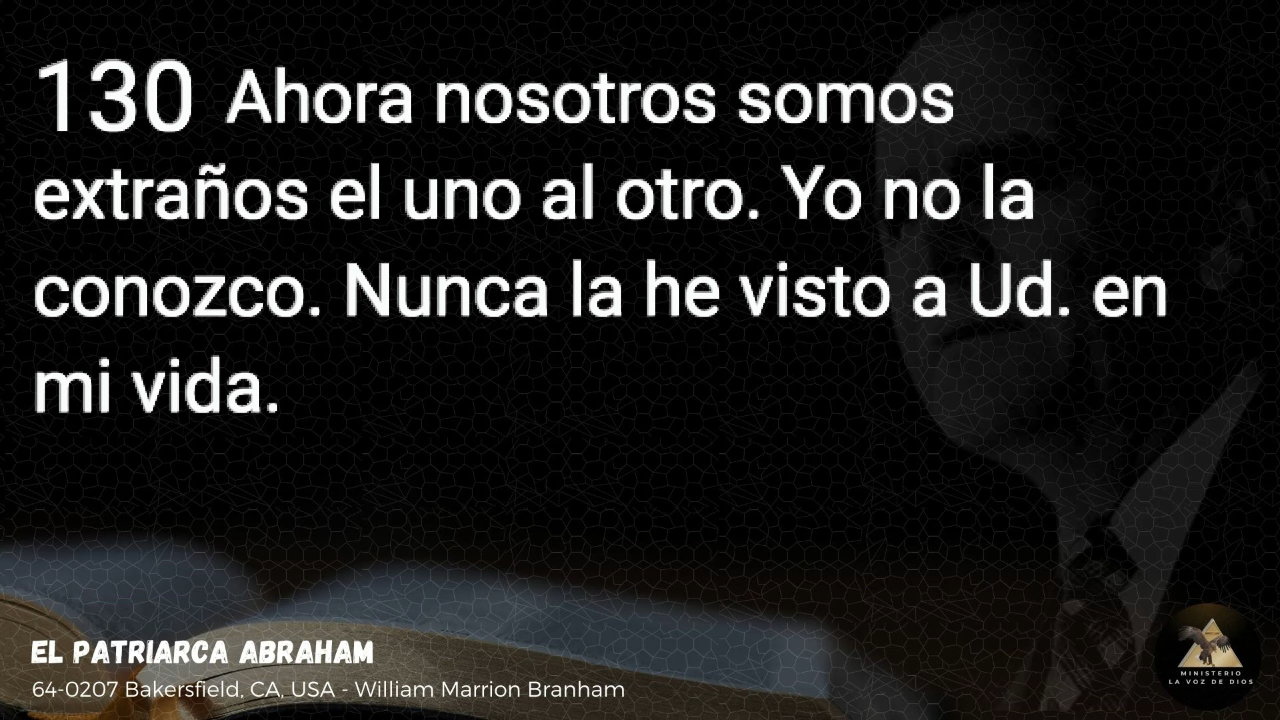 130 Ahora nosotros somos
extraños el uno al otro. Yo no la
conozco. Nunca la he visto a Ud. en
mi vida.
EL PATRIARCA ABRAHAM
64-0207 Bakersfield, CA, USA - William Marrion Branham
MINISTERIO
LA VOZ DE DIOS